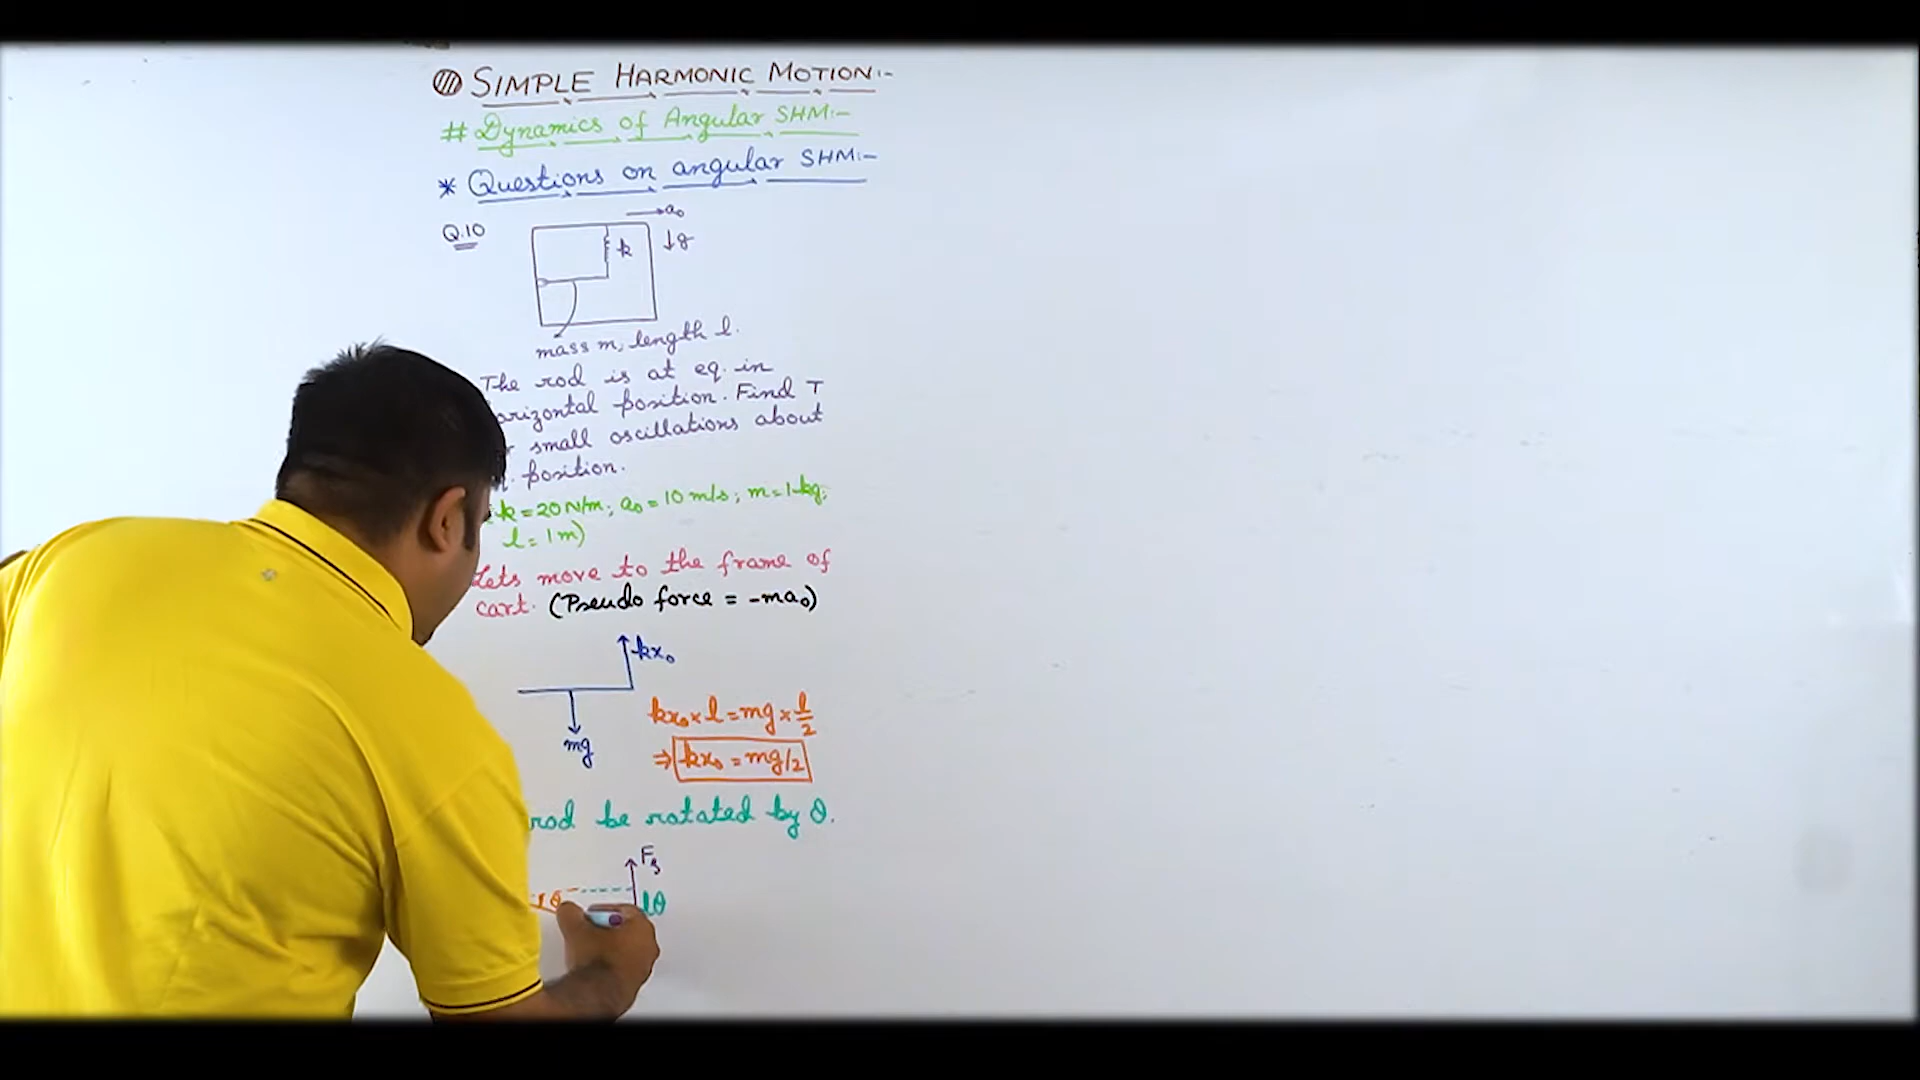 SIMPLE HARMONIC MOTION:-
# Dynamics of Angular SHM:-
* Questions on angular SHM:-
Q.10
a₀
k
↓g
mass m, length l.
The rod is at eq. in
orizontal position. Find T
r small oscillations about
. position.
k = 20 N/m; a₀ = 10 m/s; m = 1 kg;
l = 1m)
Lets move to the frame of
cart. (Pseudo force = -ma₀)
kx₀
kx₀ × l = mg × l/2
mg
⇒ kx₀ = mg/2
rod be rotated by θ.
Fs
θ
lθ